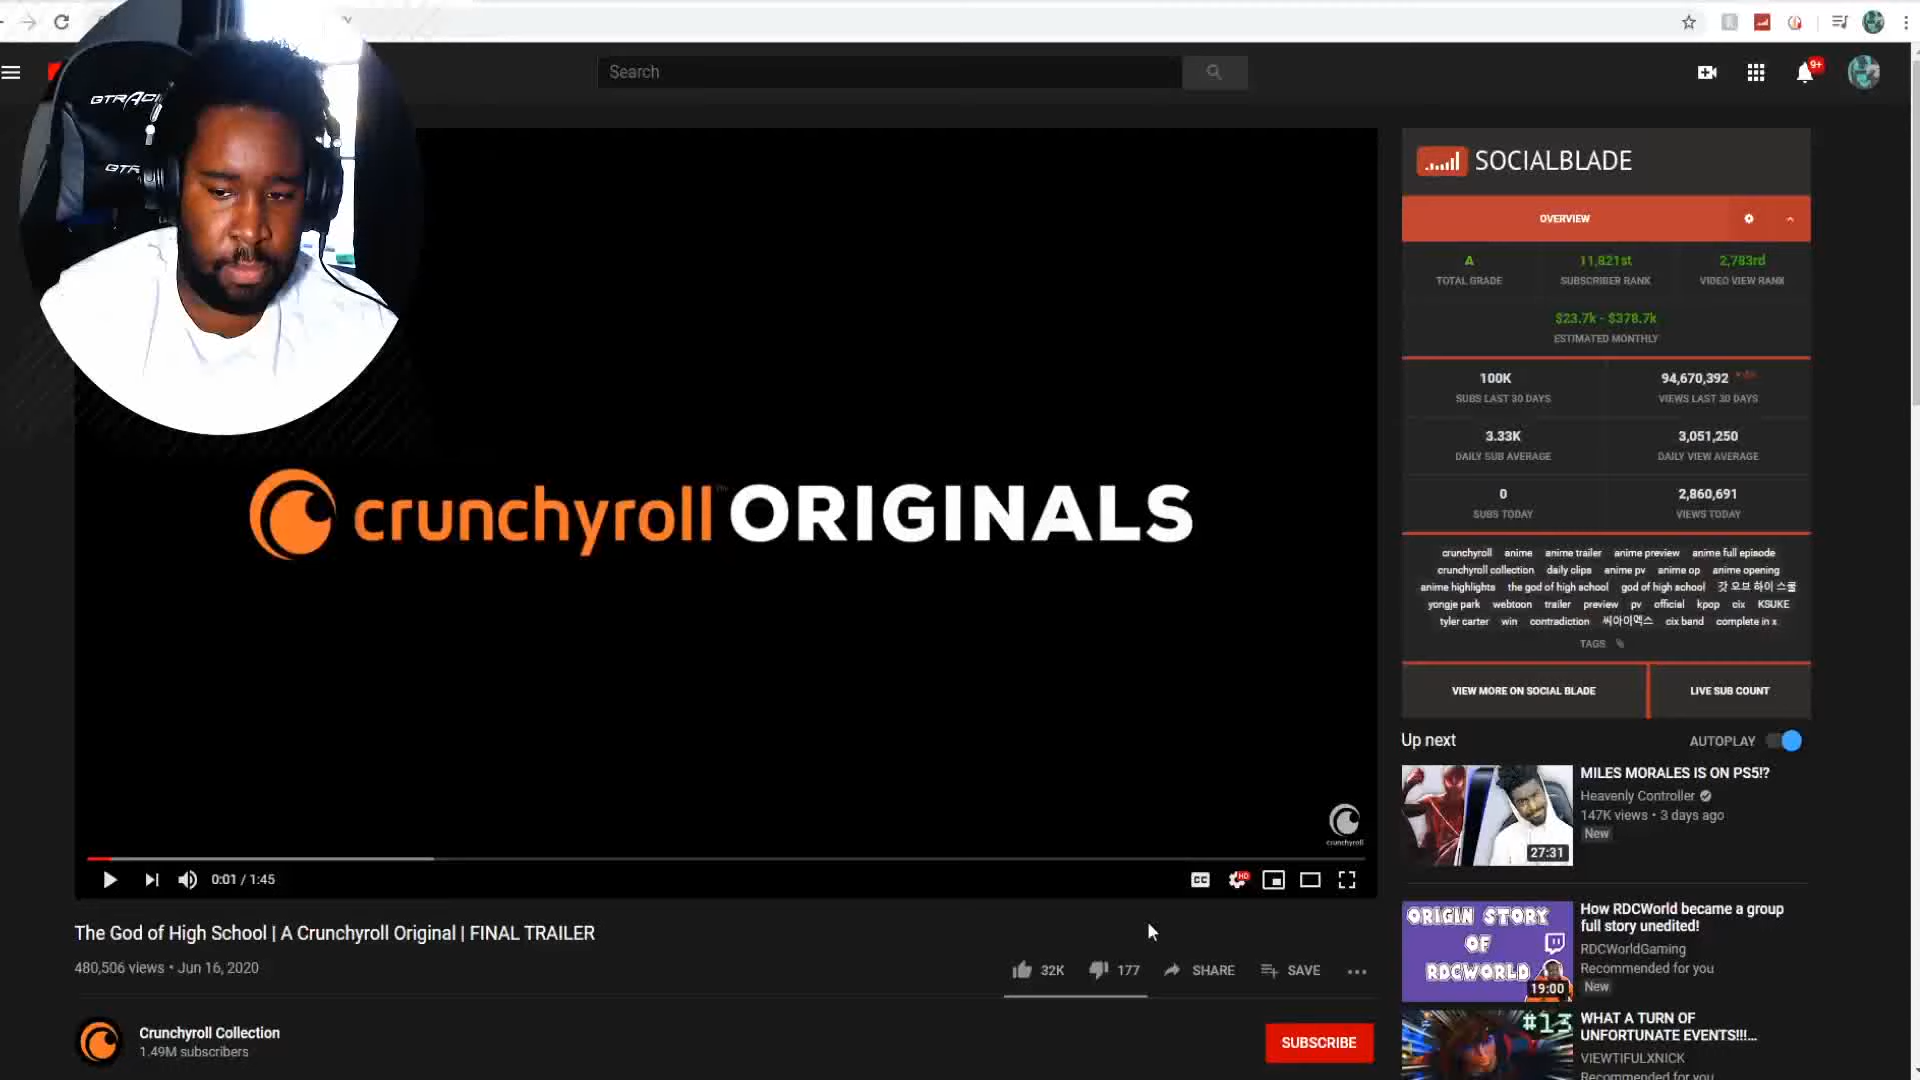 GTRACI
GTR
Search
9+
SOCIALBLADE
OVERVIEW
A
TOTAL GRADE
11,821st
SUBSCRIBER RANK
2,783rd
VIDEO VIEW RANK
$23.7k - $378.7k
ESTIMATED MONTHLY
100K
SUBS LAST 30 DAYS
94,670,392
VIEWS LAST 30 DAYS
3.33K
DAILY SUB AVERAGE
3,051,250
DAILY VIEW AVERAGE
0
SUBS TODAY
2,860,691
VIEWS TODAY
crunchyroll anime anime trailer anime preview anime full episode
crunchyroll collection daily clips anime pv anime op anime opening
anime highlights the god of high school god of high school 갓 오브 하이 스쿨
yongje park webtoon trailer preview pv official kpop cix KSUKE
tyler carter win contradiction 씨아이엑스 cix band complete in x
TAGS
VIEW MORE ON SOCIAL BLADE
LIVE SUB COUNT
crunchyroll ORIGINALS
crunchyroll
0:01 / 1:45
CC
HD
The God of High School | A Crunchyroll Original | FINAL TRAILER
480,506 views • Jun 16, 2020
32K
177
SHARE
SAVE
Crunchyroll Collection
1.49M subscribers
SUBSCRIBE
Up next
AUTOPLAY
27:31
MILES MORALES IS ON PS5!?
Heavenly Controller
147K views • 3 days ago
New
ORIGIN STORY
OF
RDCWORLD
19:00
How RDCWorld became a group
full story unedited!
RDCWorldGaming
Recommended for you
New
#13
WHAT A TURN OF
UNFORTUNATE EVENTS!!!...
VIEWTIFULXNICK
Recommended for you